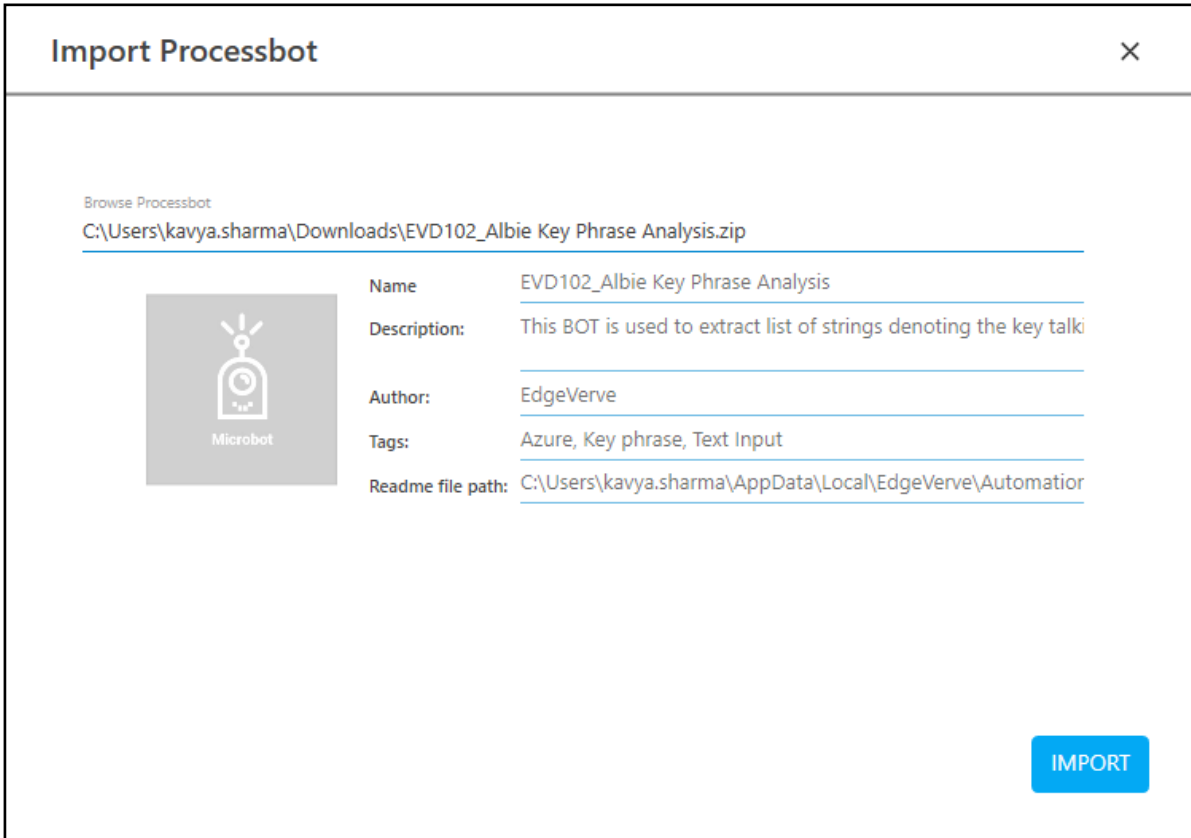 Import Processbot
Browse Processbot
C:\Users\kavya.sharma\Downloads\EVD102_Albie Key Phrase Analysis.zip
Microbot
Name EVD102_Albie Key Phrase Analysis
Description: This BOT is used to extract list of strings denoting the key talki
Author: EdgeVerve
Tags: Azure, Key phrase, Text Input
Readme file path: C:\Users\kavya.sharma\AppData\Local\EdgeVerve\Automation
IMPORT